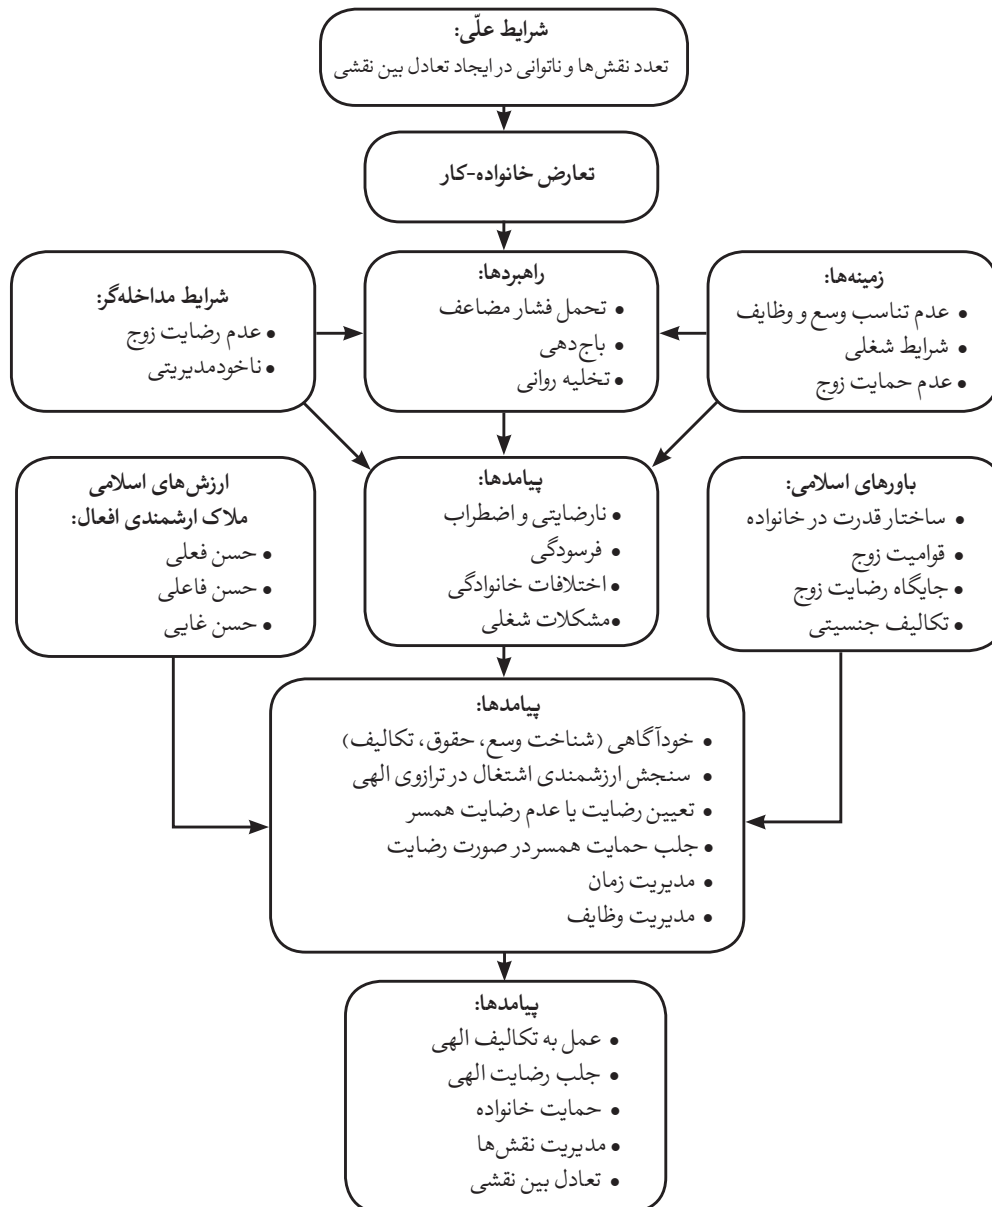 شرایط علّی:
تعدد نقش‌ها و ناتوانی در ایجاد تعادل بین نقشی
تعارض خانواده-کار
زمینه‌ها:
• عدم تناسب وسع و وظایف
• شرایط شغلی
• عدم حمایت زوج
راهبردها:
• تحمل فشار مضاعف
• باج‌دهی
• تخلیه روانی
شرایط مداخله‌گر:
• عدم رضایت زوج
• ناخودمدیریتی
باورهای اسلامی:
• ساختار قدرت در خانواده
• قوامیت زوج
• جایگاه رضایت زوج
• تکالیف جنسیتی
پیامدها:
• نارضایتی و اضطراب
• فرسودگی
• اختلافات خانوادگی
• مشکلات شغلی
ارزش‌های اسلامی
ملاک ارشمندی افعال:
• حسن فعلی
• حسن فاعلی
• حسن غایی
پیامدها:
• خودآگاهی (شناخت وسع، حقوق، تکالیف)
• سنجش ارزشمندی اشتغال در ترازوی الهی
• تعیین رضایت یا عدم رضایت همسر
• جلب حمایت همسر در صورت رضایت
• مدیریت زمان
• مدیریت وظایف
پیامدها:
• عمل به تکالیف الهی
• جلب رضایت الهی
• حمایت خانواده
• مدیریت نقش‌ها
• تعادل بین نقشی